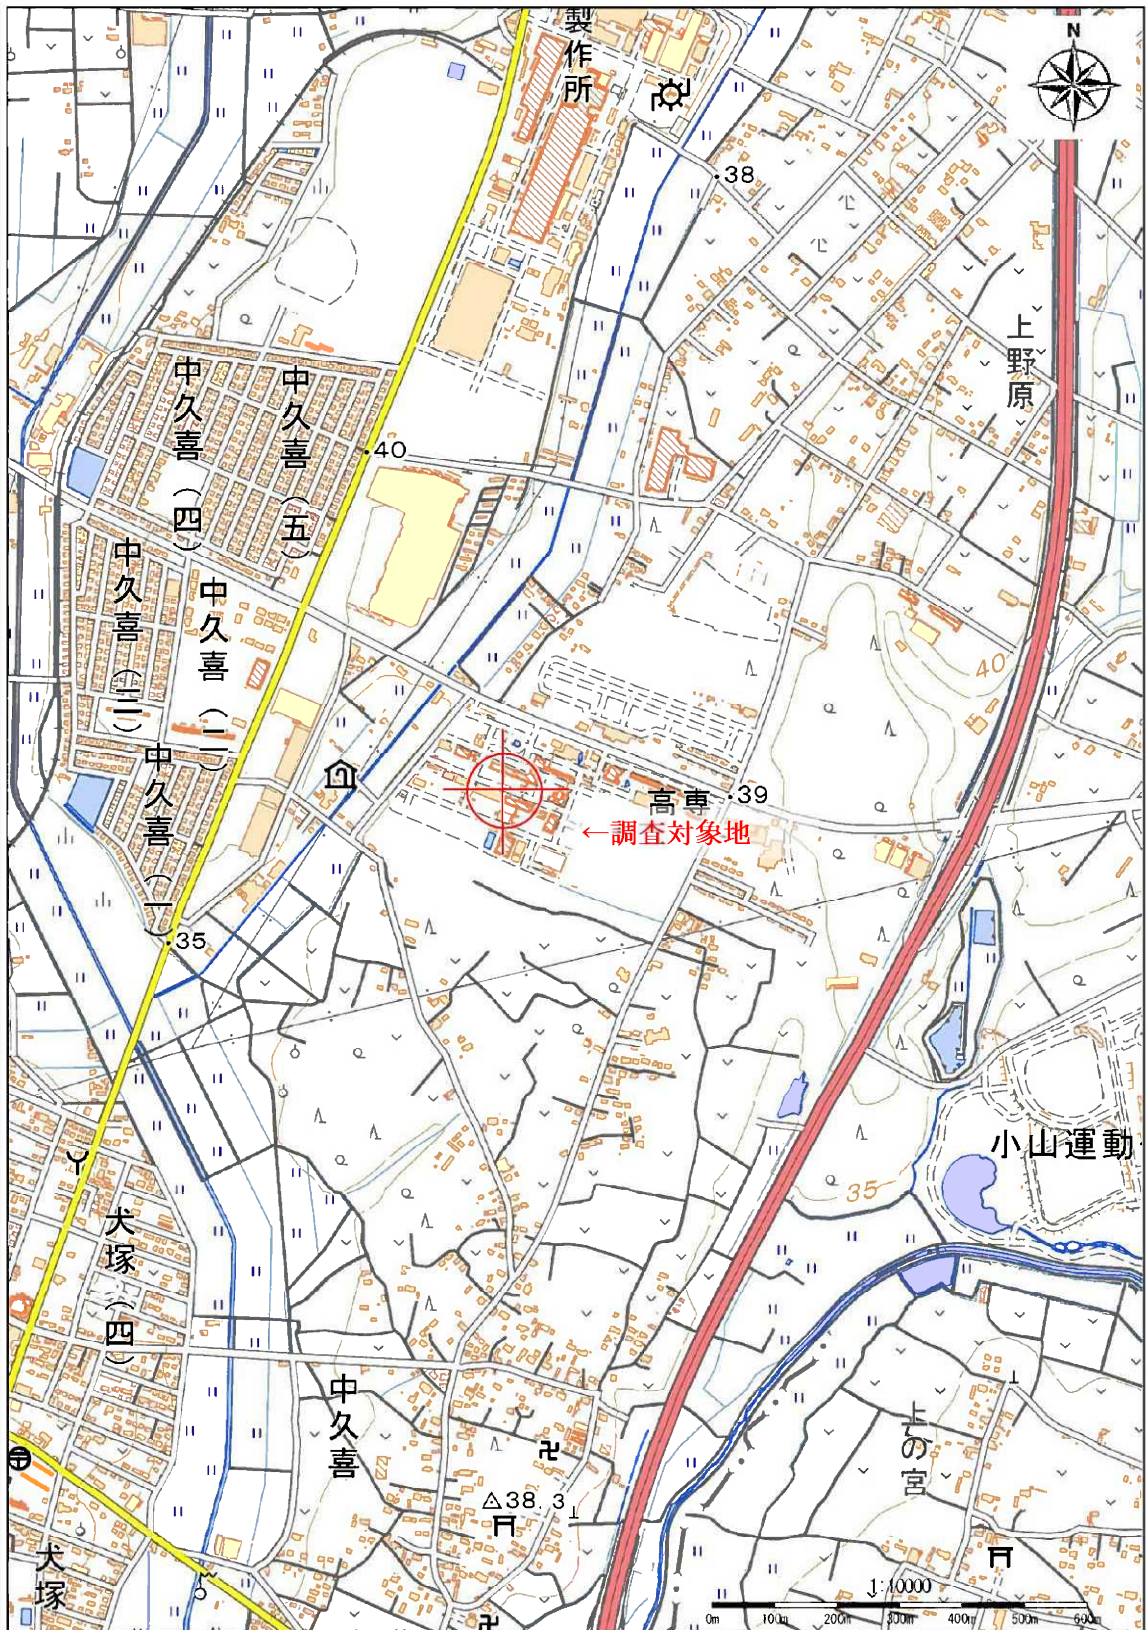 製作所
N
38
上野原
中久喜(四)
中久喜(五)
40
中久喜(三)
中久喜(二)
40
中久喜(一)
高専
39
←調査対象地
35
小山運動
35
犬塚(四)
中久喜
上の宮
38.3
犬塚
1:10000
0m 100m 200m 300m 400m 500m 600m